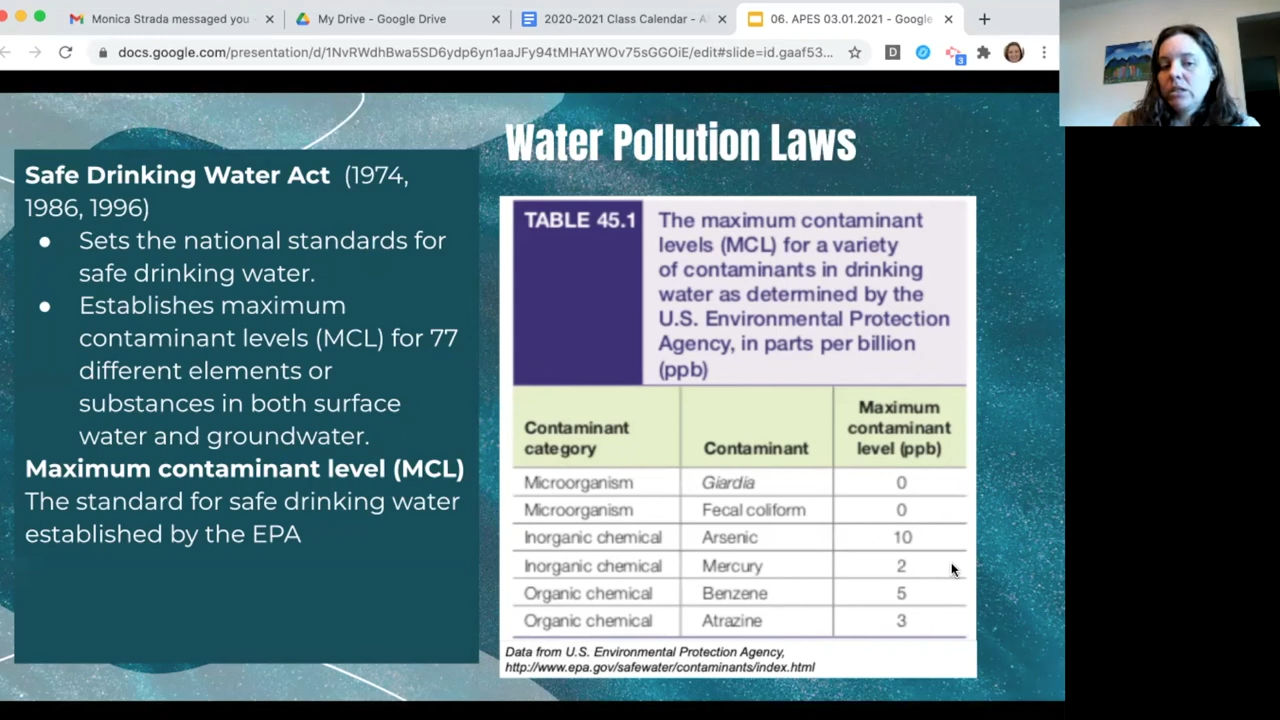 Monica Strada messaged you -
My Drive - Google Drive
2020-2021 Class Calendar - A
06. APES 03.01.2021 - Google
docs.google.com/presentation/d/1NvRWdhBwa5SD6ydp6yn1aaJFy94tMHAYWOv75sGGOiE/edit#slide=id.gaaf53...
D
3
Water Pollution Laws
Safe Drinking Water Act (1974,
1986, 1996)
● Sets the national standards for
safe drinking water.
● Establishes maximum
contaminant levels (MCL) for 77
different elements or
substances in both surface
water and groundwater.
Maximum contaminant level (MCL)
The standard for safe drinking water
established by the EPA
TABLE 45.1
The maximum contaminant
levels (MCL) for a variety
of contaminants in drinking
water as determined by the
U.S. Environmental Protection
Agency, in parts per billion
(ppb)
Contaminant category Contaminant Maximum contaminant level (ppb)
Microorganism Giardia 0
Microorganism Fecal coliform 0
Inorganic chemical Arsenic 10
Inorganic chemical Mercury 2
Organic chemical Benzene 5
Organic chemical Atrazine 3
Data from U.S. Environmental Protection Agency,
http://www.epa.gov/safewater/contaminants/index.html